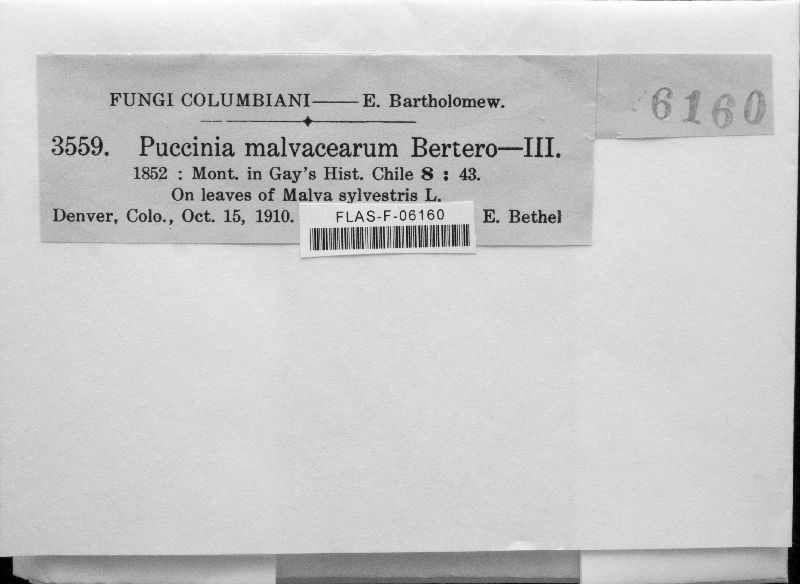 FUNGI COLUMBIANI—E. Bartholomew.
6160
3559. Puccinia malvacearum Bertero—III.
1852 : Mont. in Gay's Hist. Chile 8 : 43.
On leaves of Malva sylvestris L.
Denver, Colo., Oct. 15, 1910. E. Bethel
FLAS-F-06160